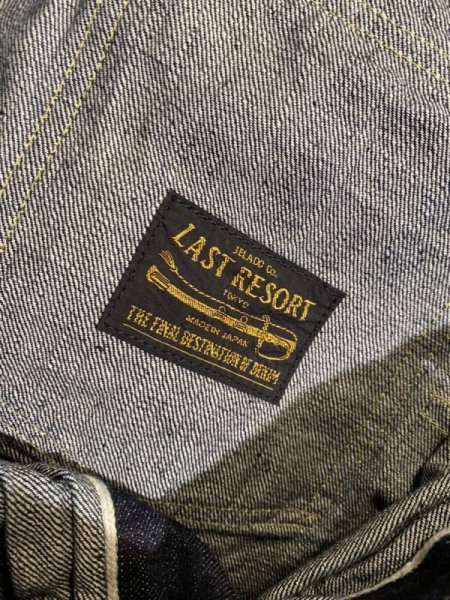 JELADO CO.
LAST RESORT
TOKYO
MADE IN JAPAN
THE FINAL DESTINATION OF DENIM